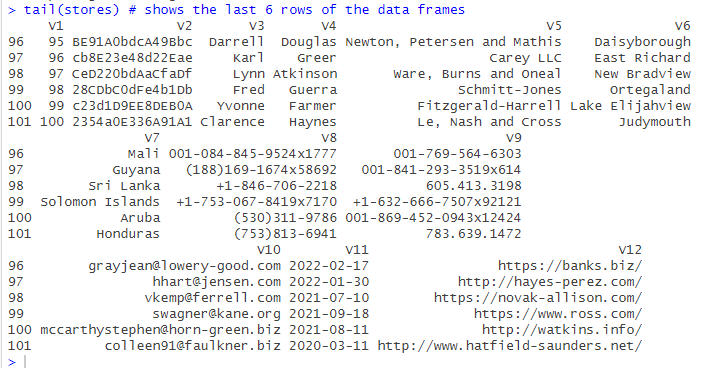 > tail(stores) # shows the last 6 rows of the data frames
V1 V2 V3 V4 V5 V6
96 95 BE91A0bdcA49Bbc Darrell Douglas Newton, Petersen and Mathis Daisyborough
97 96 cb8E23e48d22Eae Karl Greer Carey LLC East Richard
98 97 CeD220bdAaCfaDf Lynn Atkinson Ware, Burns and Oneal New Bradview
99 98 28CDbC0dFe4b1Db Fred Guerra Schmitt-Jones Ortegaland
100 99 c23d1D9EE8DEB0A Yvonne Farmer Fitzgerald-Harrell Lake Elijahview
101 100 2354a0E336A91A1 Clarence Haynes Le, Nash and Cross Judymouth
V7 V8 V9
96 Mali 001-084-845-9524x1777 001-769-564-6303
97 Guyana (188)169-1674x58692 001-841-293-3519x614
98 Sri Lanka +1-846-706-2218 605.413.3198
99 Solomon Islands +1-753-067-8419x7170 +1-632-666-7507x92121
100 Aruba (530)311-9786 001-869-452-0943x12424
101 Honduras (753)813-6941 783.639.1472
V10 V11 V12
96 grayjean@lowery-good.com 2022-02-17 https://banks.biz/
97 hhart@jensen.com 2022-01-30 http://hayes-perez.com/
98 vkemp@ferrell.com 2021-07-10 https://novak-allison.com/
99 swagner@kane.org 2021-09-18 https://www.ross.com/
100 mccarthystephen@horn-green.biz 2021-08-11 http://watkins.info/
101 colleen91@faulkner.biz 2020-03-11 http://www.hatfield-saunders.net/
>